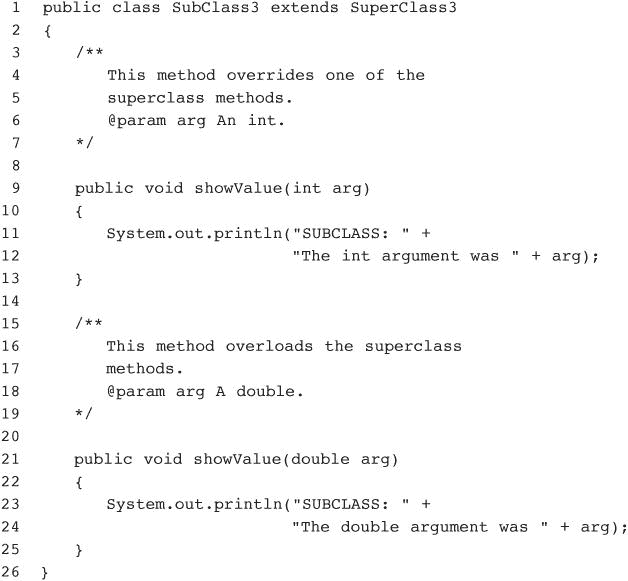 1 public class SubClass3 extends SuperClass3
2 {
3    /**
4       This method overrides one of the
5       superclass methods.
6       @param arg An int.
7    */
8
9    public void showValue(int arg)
10    {
11       System.out.println("SUBCLASS: " +
12                          "The int argument was " + arg);
13    }
14
15    /**
16       This method overloads the superclass
17       methods.
18       @param arg A double.
19    */
20
21    public void showValue(double arg)
22    {
23       System.out.println("SUBCLASS: " +
24                          "The double argument was " + arg);
25    }
26 }